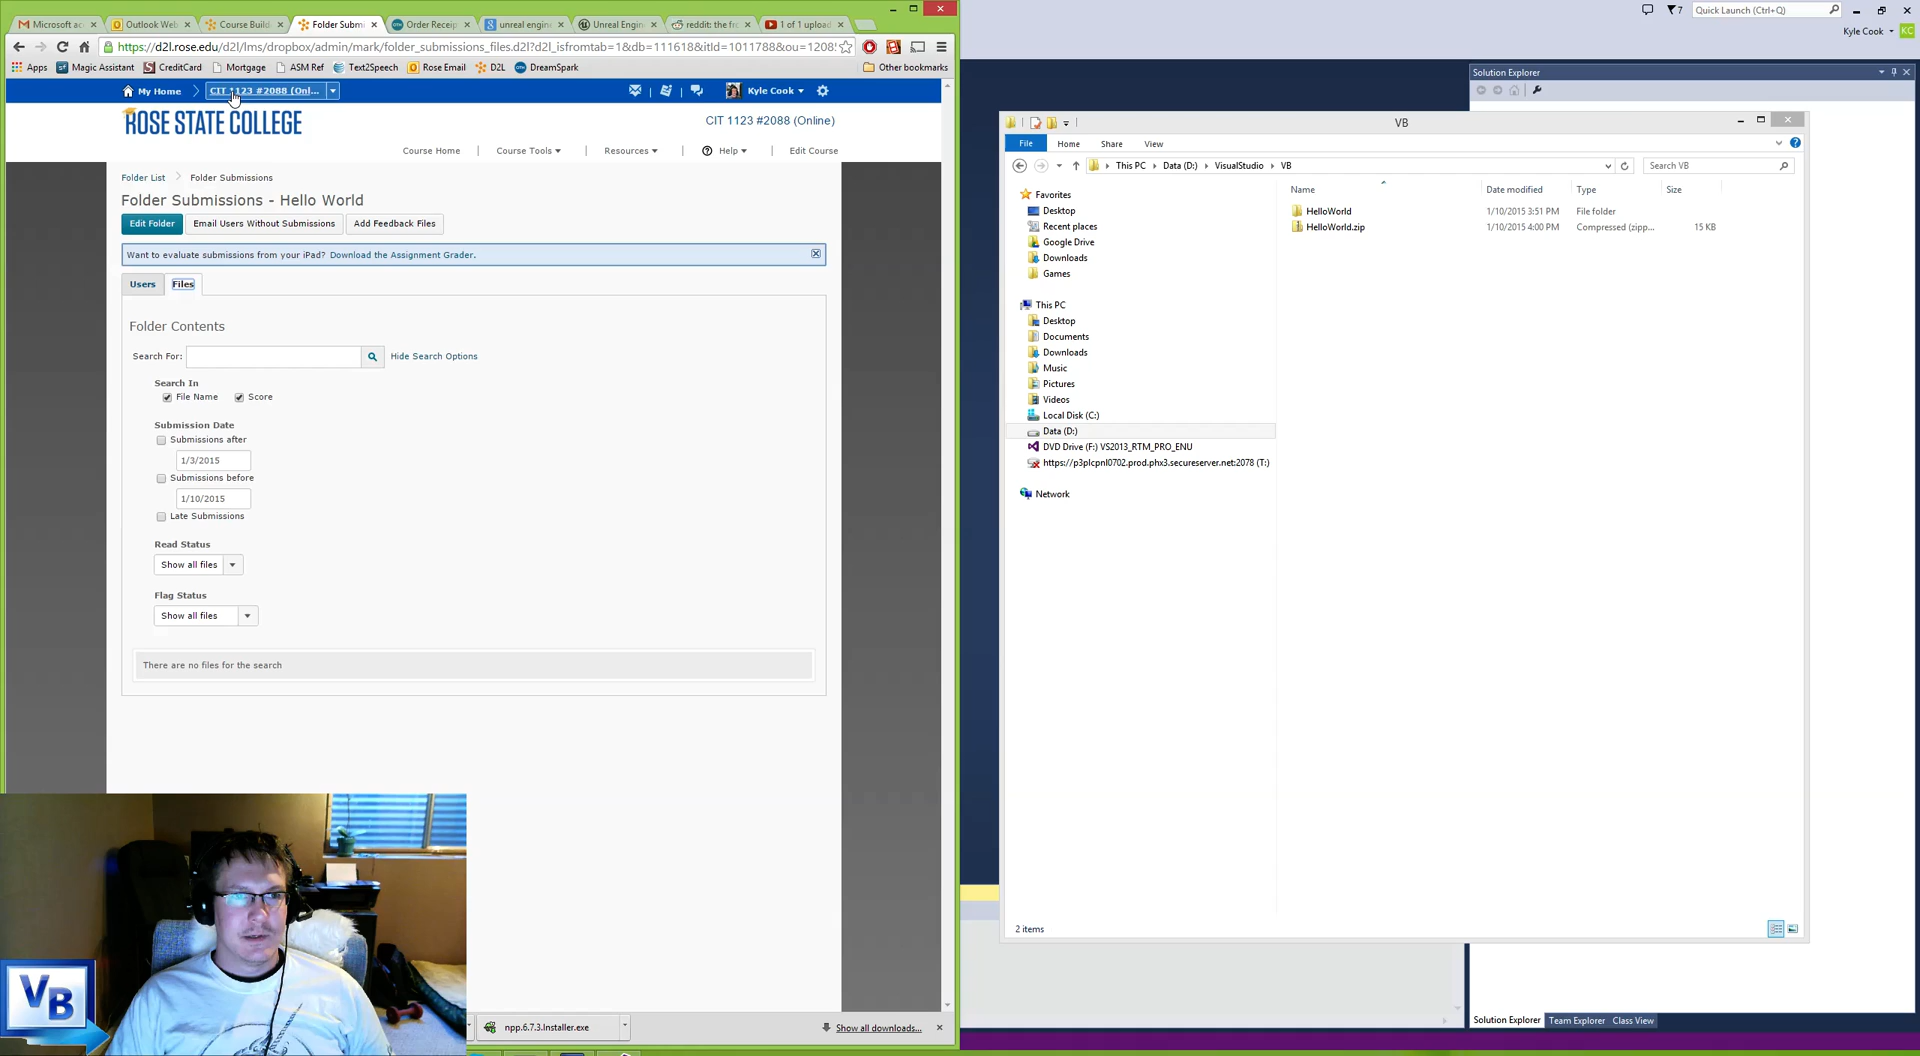 Microsoft ac
Outlook Web
Course Build
Folder Subm
Order Receip
unreal engin
Unreal Engin
reddit: the fr
1 of 1 upload
https://d2l.rose.edu/d2l/lms/dropbox/admin/mark/folder_submissions_files.d2l?d2l_isfromtab=1&db=111618&itId=1011788&ou=1208
Apps Magic Assistant CreditCard Mortgage ASM Ref Text2Speech Rose Email D2L DreamSpark Other bookmarks
My Home CIT 1123 #2088 (Onl... Kyle Cook
ROSE STATE COLLEGE
CIT 1123 #2088 (Online)
Course Home Course Tools Resources Help Edit Course
Folder List Folder Submissions
Folder Submissions - Hello World
Edit Folder Email Users Without Submissions Add Feedback Files
Want to evaluate submissions from your iPad? Download the Assignment Grader.
Users Files
Folder Contents
Search For: Hide Search Options
Search In
File Name Score
Submission Date
Submissions after
1/3/2015
Submissions before
1/10/2015
Late Submissions
Read Status
Show all files
Flag Status
Show all files
There are no files for the search
VB
npp.6.7.3.Installer.exe
Show all downloads...
7 Quick Launch (Ctrl+Q)
Kyle Cook KC
Solution Explorer
VB
File Home Share View
This PC Data (D:) VisualStudio VB Search VB
Favorites
Desktop
Recent places
Google Drive
Downloads
Games
This PC
Desktop
Documents
Downloads
Music
Pictures
Videos
Local Disk (C:)
Data (D:)
DVD Drive (F:) VS2013_RTM_PRO_ENU
https://p3plcpnl0702.prod.phx3.secureserver.net:2078 (T:)
Network
Name Date modified Type Size
HelloWorld 1/10/2015 3:51 PM File folder
HelloWorld.zip 1/10/2015 4:00 PM Compressed (zipp... 15 KB
2 items
Solution Explorer Team Explorer Class View